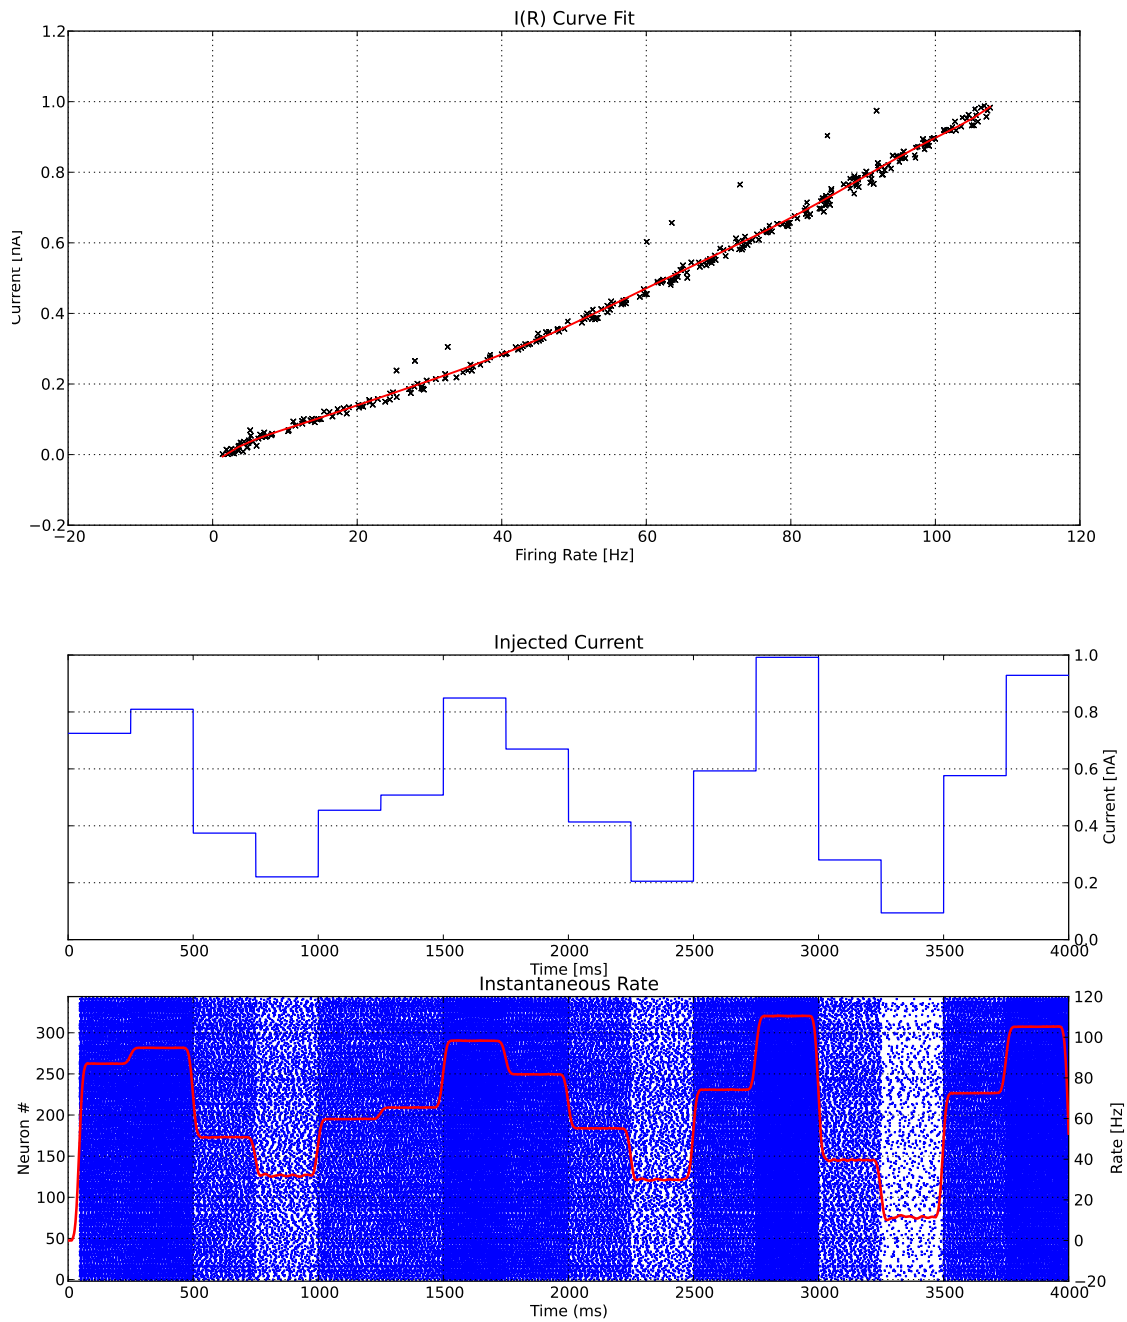 I(R) Curve Fit
1.2
1.0
0.8
0.6
0.4
0.2
0.0
−0.2
Current [nA]
−20 0 20 40 60 80 100 120
Firing Rate [Hz]
Injected Current
1.0
0.8
0.6
0.4
0.2
0.0
Current [nA]
0 500 1000 1500 2000 2500 3000 3500 4000
Time [ms]
Instantaneous Rate
300
250
200
150
100
50
0
Neuron #
120
100
80
60
40
20
0
−20
Rate [Hz]
0 500 1000 1500 2000 2500 3000 3500 4000
Time (ms)